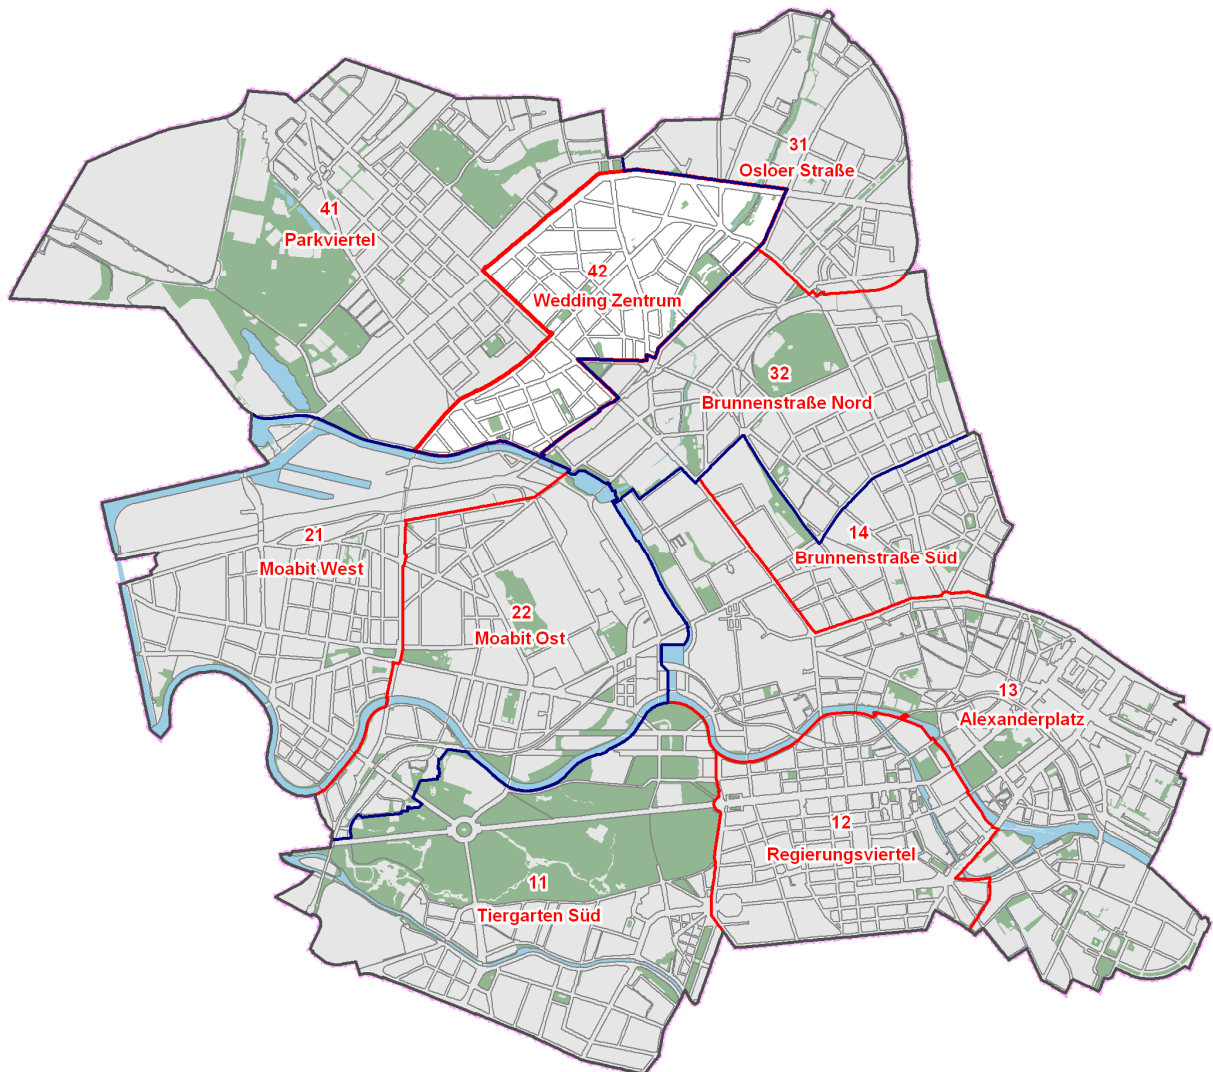 31
Osloer Straße
41
Parkviertel
42
Wedding Zentrum
32
Brunnenstraße Nord
21
Moabit West
14
Brunnenstraße Süd
22
Moabit Ost
13
Alexanderplatz
12
Regierungsviertel
11
Tiergarten Süd